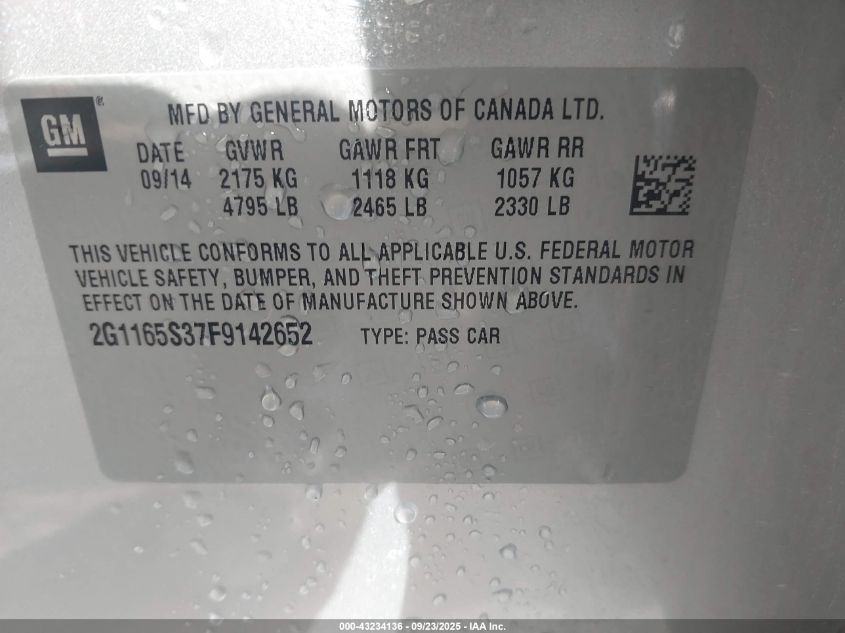 GM®
MFD BY GENERAL MOTORS OF CANADA LTD.
DATE GVWR GAWR FRT GAWR RR
09/14 2175 KG 1118 KG 1057 KG
4795 LB 2465 LB 2330 LB
THIS VEHICLE CONFORMS TO ALL APPLICABLE U.S. FEDERAL MOTOR
VEHICLE SAFETY, BUMPER, AND THEFT PREVENTION STANDARDS IN
EFFECT ON THE DATE OF MANUFACTURE SHOWN ABOVE.
2G1165S37F9142652 TYPE: PASS CAR
000-43234136 - 09/23/2025 - IAA Inc.